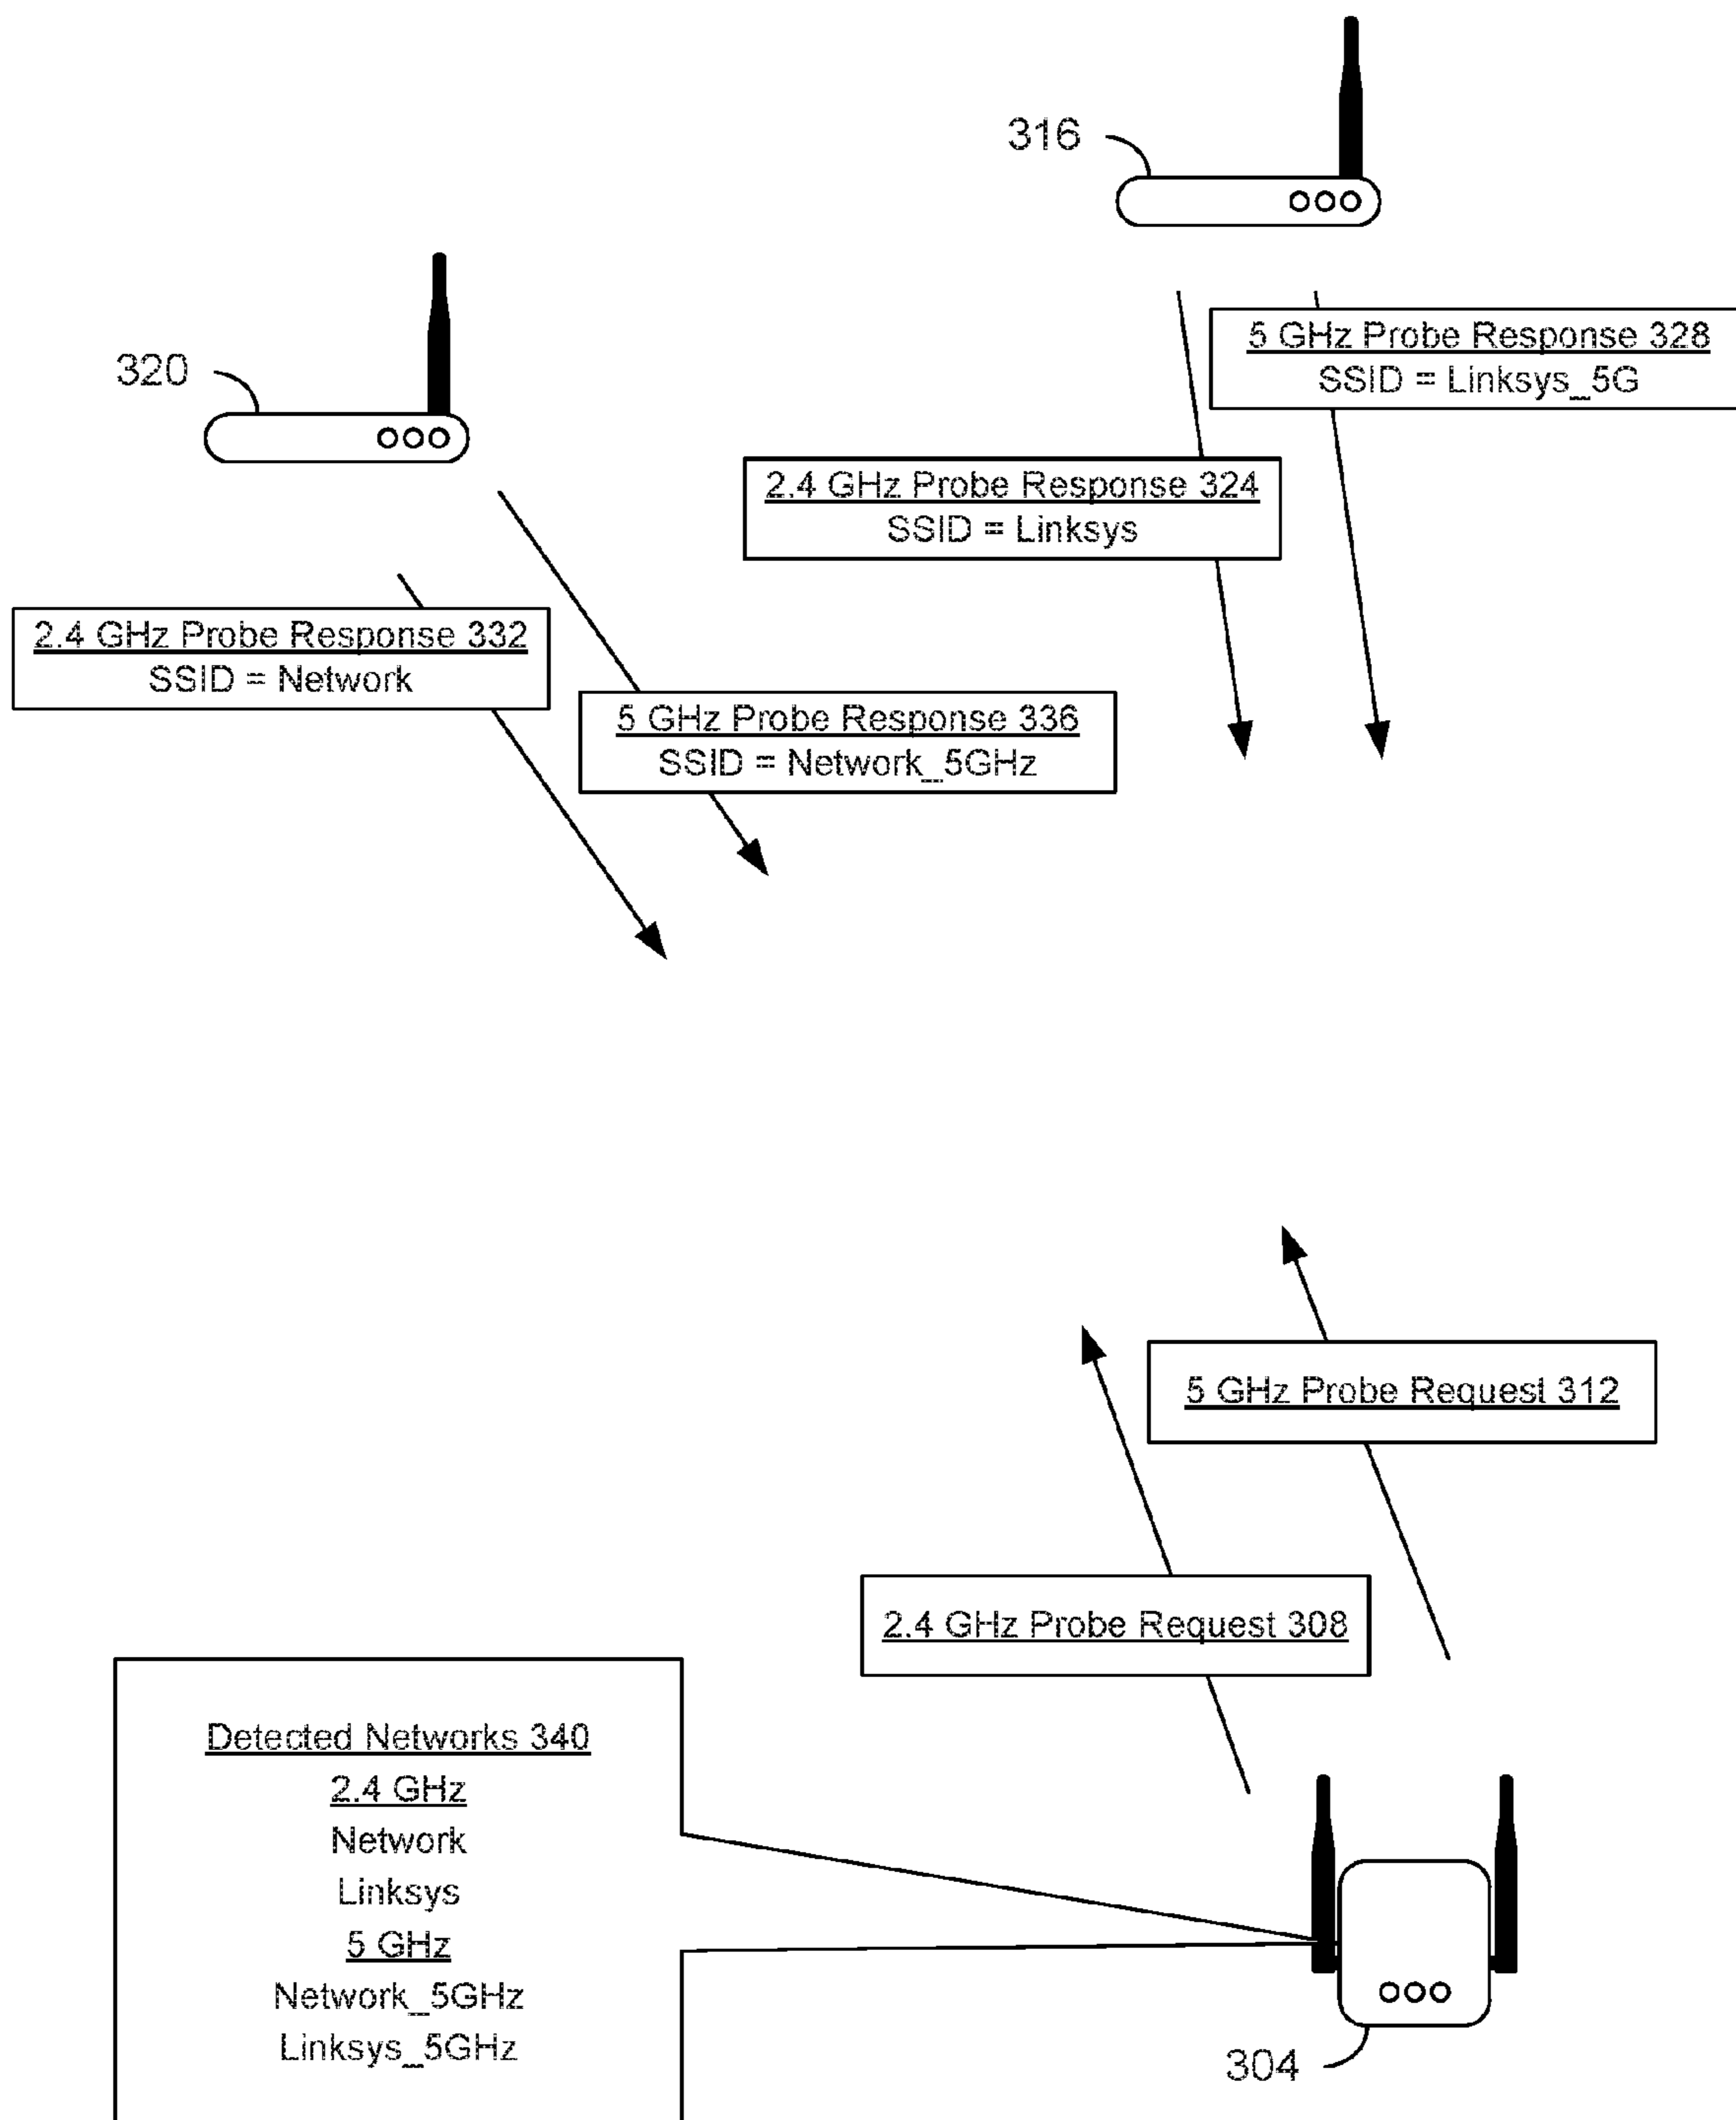 316
5 GHz Probe Response 328
SSID = Linksys_5G
320
2.4 GHz Probe Response 324
SSID = Linksys
2.4 GHz Probe Response 332
SSID = Network
5 GHz Probe Response 336
SSID = Network_5GHz
5 GHz Probe Request 312
2.4 GHz Probe Request 308
Detected Networks 340
2.4 GHz
Network
Linksys
5 GHz
Network_5GHz
Linksys_5GHz
304